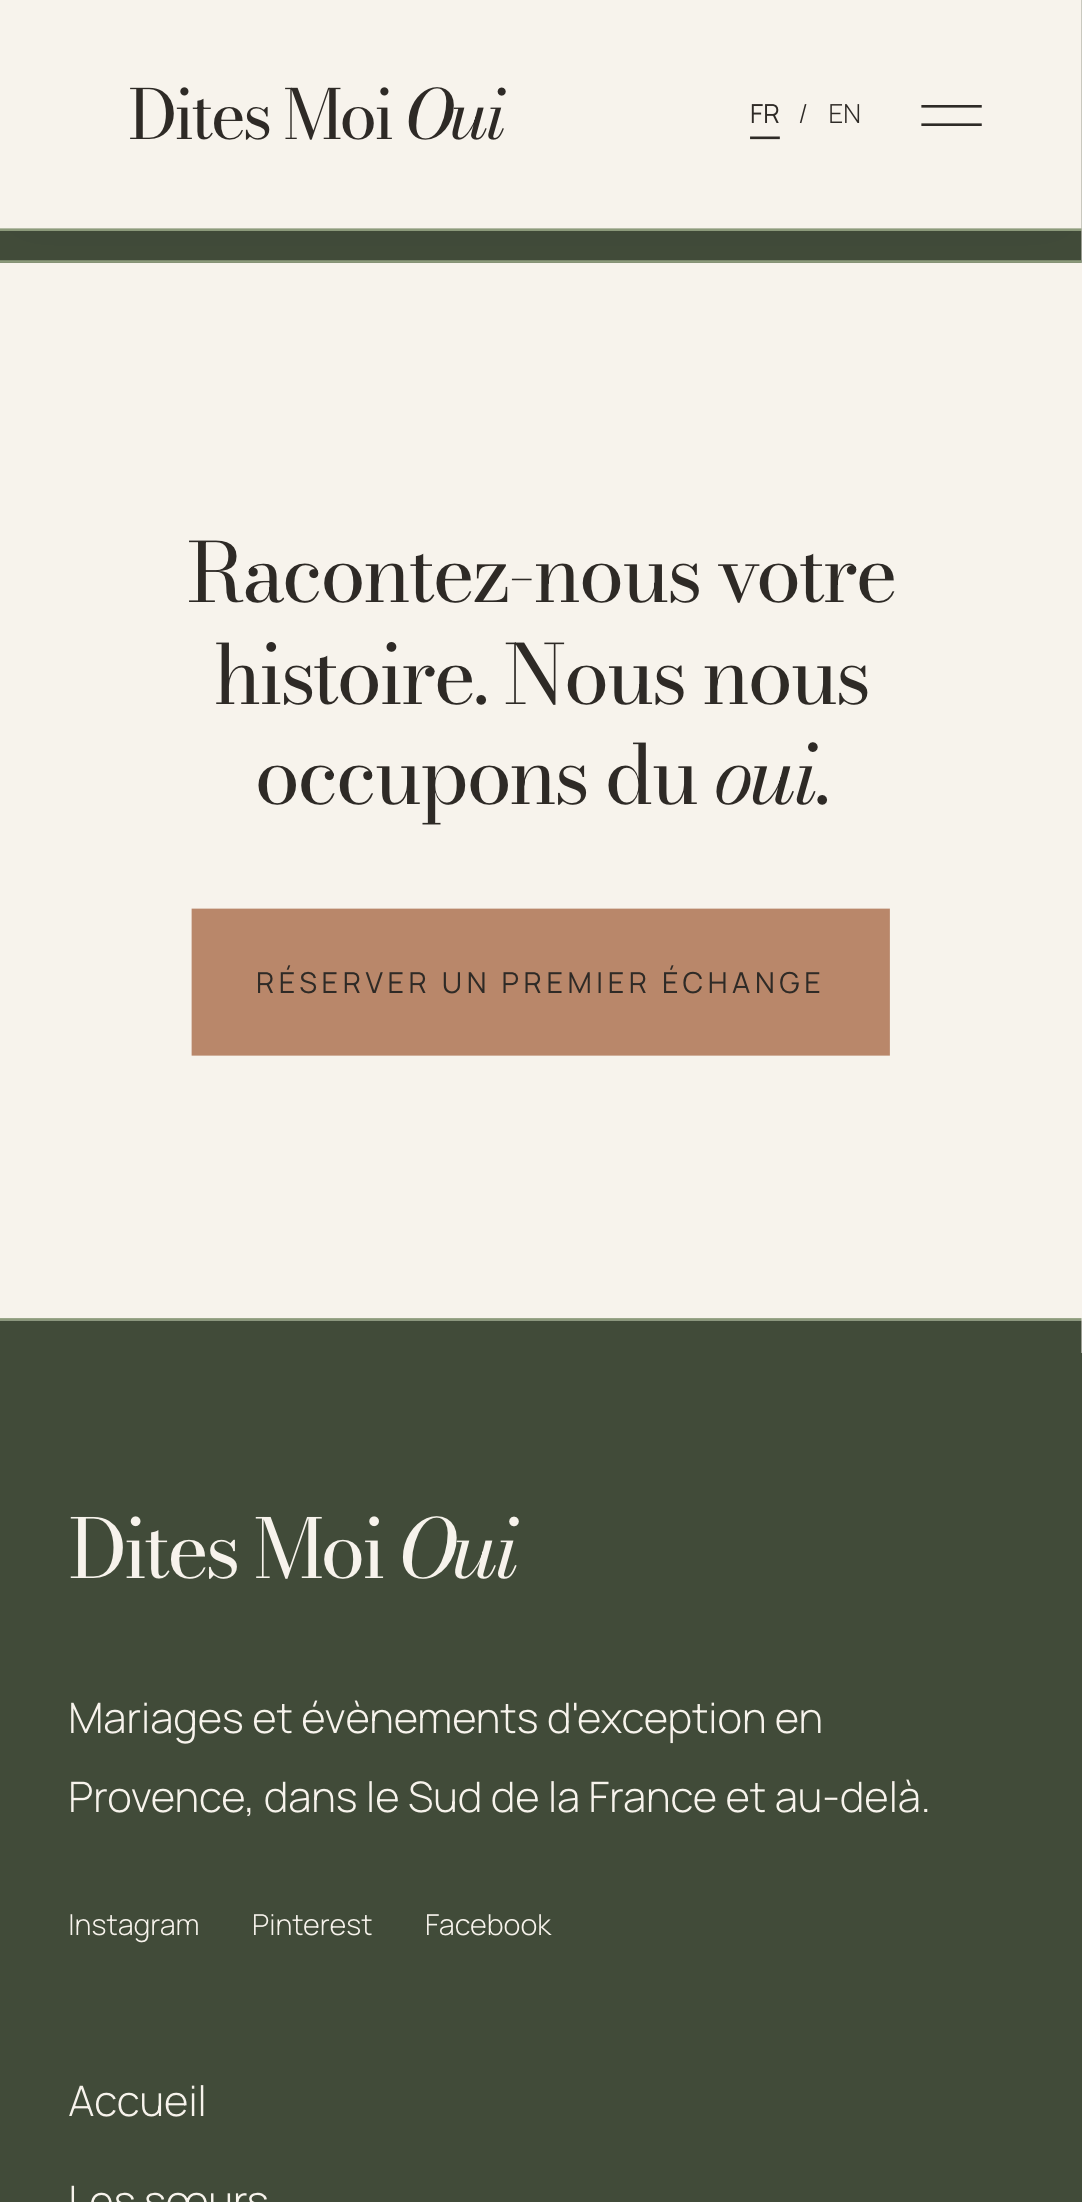 Dites Moi Oui
FR / EN
Racontez-nous votre
histoire. Nous nous
occupons du oui.
RÉSERVER UN PREMIER ÉCHANGE
Dites Moi Oui
Mariages et évènements d'exception en
Provence, dans le Sud de la France et au-delà.
Instagram Pinterest Facebook
Accueil
Les sœurs